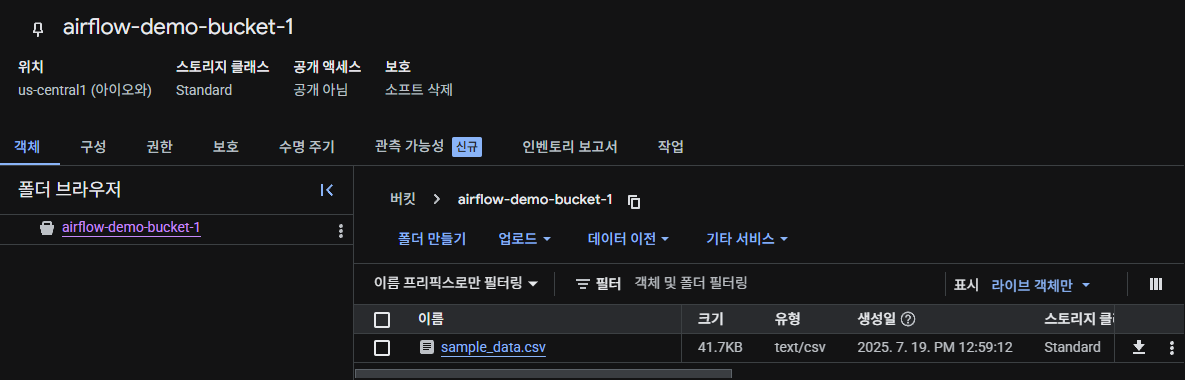 airflow-demo-bucket-1
위치 스토리지 클래스 공개 액세스 보호
us-central1 (아이오와) Standard 공개 아님 소프트 삭제
객체 구성 권한 보호 수명 주기 관측 가능성 신규 인벤토리 보고서 작업
폴더 브라우저
airflow-demo-bucket-1
버킷 > airflow-demo-bucket-1
폴더 만들기 업로드 데이터 이전 기타 서비스
이름 프리픽스로만 필터링 필터 객체 및 폴더 필터링 표시 라이브 객체만
이름 크기 유형 생성일 스토리지
sample_data.csv 41.7KB text/csv 2025. 7. 19. PM 12:59:12 Standard